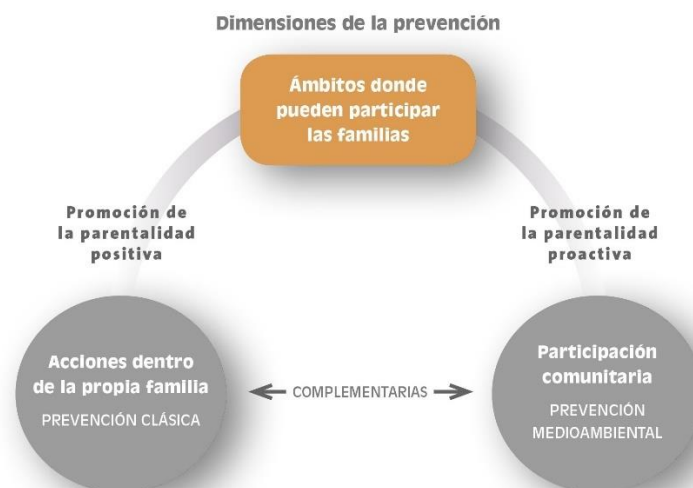 Dimensiones de la prevención
Ámbitos donde
pueden participar
las familias
Promoción de
la parentalidad
positiva
Promoción de
la parentalidad
proactiva
Acciones dentro
de la propia familia
PREVENCIÓN CLÁSICA
COMPLEMENTARIAS
Participación
comunitaria
PREVENCIÓN
MEDIOAMBIENTAL